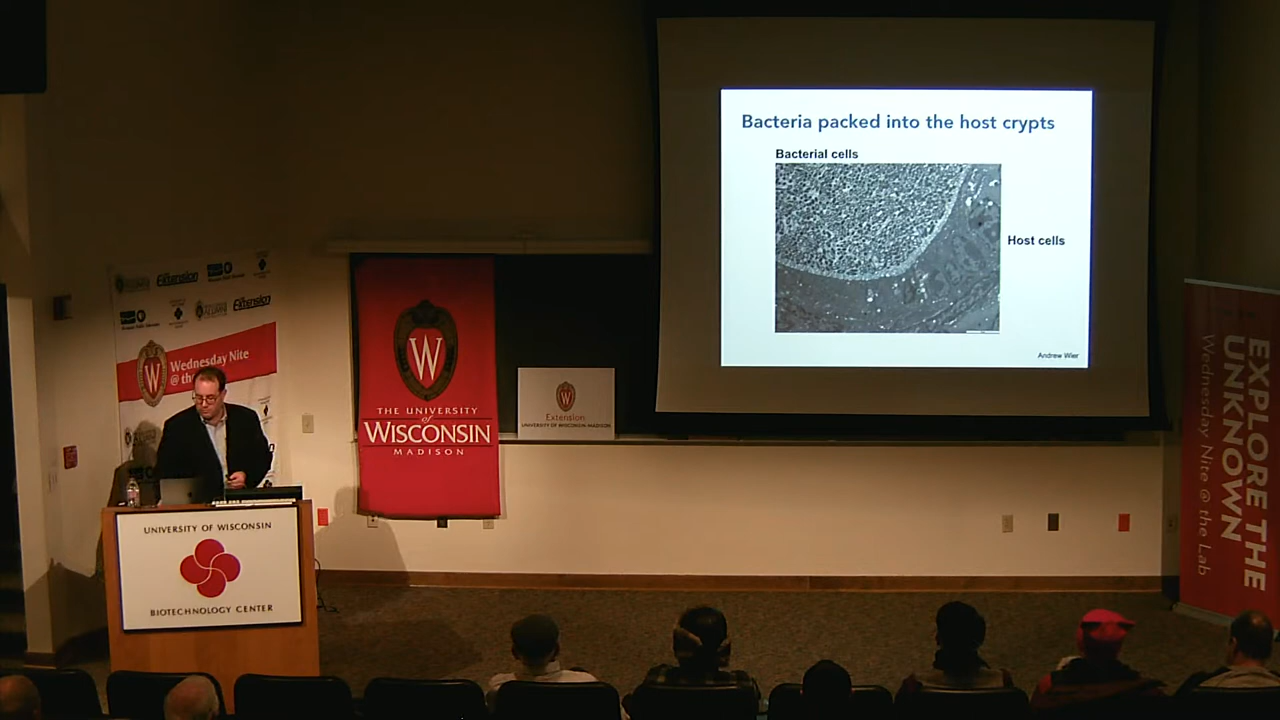 Bacteria packed into the host crypts
Bacterial cells
Host cells
Andrew Wier
Extension
Extension
Wednesday Nite
@ the
W
THE UNIVERSITY
of
WISCONSIN
MADISON
Extension
UNIVERSITY OF WISCONSIN-MADISON
UNIVERSITY OF WISCONSIN
BIOTECHNOLOGY CENTER
EXPLORE THE
UNKNOWN
Wednesday Nite @ the Lab